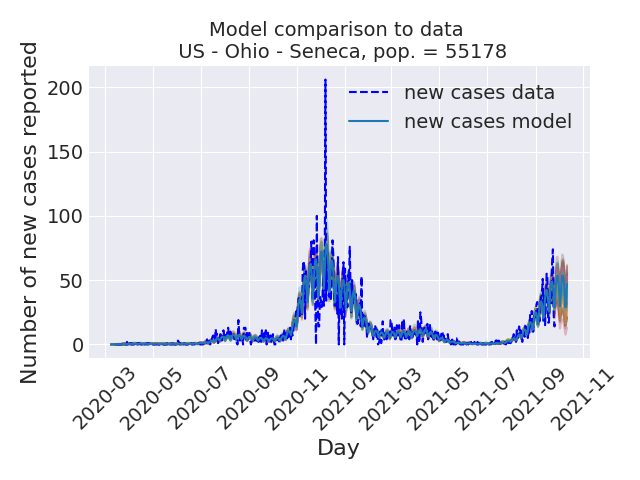 Model comparison to data
US - Ohio - Seneca, pop. = 55178
new cases data
new cases model
Number of new cases reported
200
150
100
50
0
2020-03
2020-05
2020-07
2020-09
2020-11
2021-01
2021-03
2021-05
2021-07
2021-09
2021-11
Day